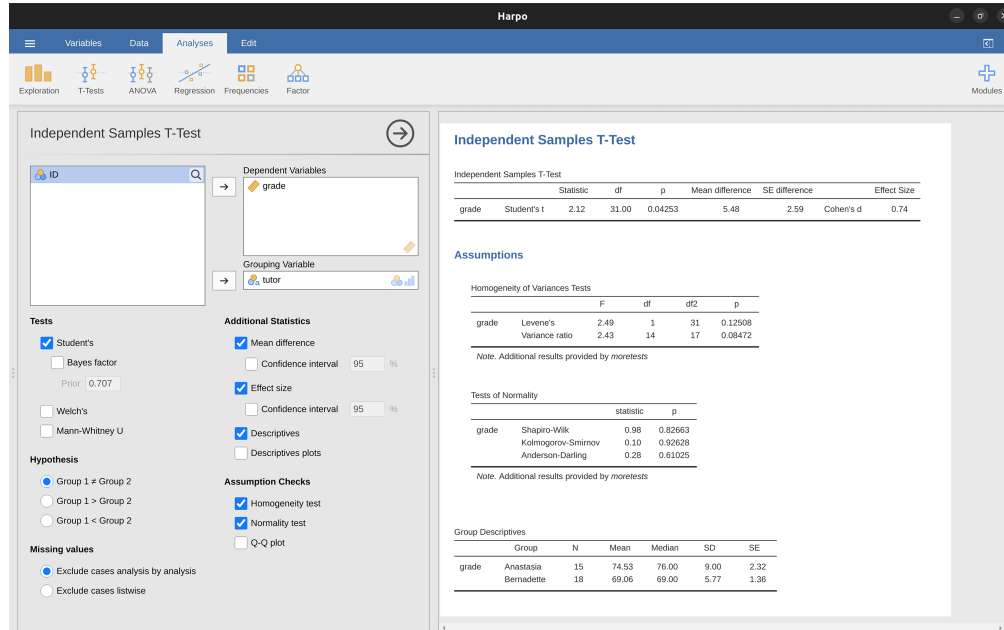 Harpo
Variables Data Analyses Edit
Exploration T-Tests ANOVA Regression Frequencies Factor Modules
Independent Samples T-Test
ID
Dependent Variables
grade
Grouping Variable
tutor
Tests
Student's
Bayes factor
Prior 0.707
Welch's
Mann-Whitney U
Hypothesis
Group 1 ≠ Group 2
Group 1 > Group 2
Group 1 < Group 2
Missing values
Exclude cases analysis by analysis
Exclude cases listwise
Additional Statistics
Mean difference
Confidence interval 95 %
Effect size
Confidence interval 95 %
Descriptives
Descriptives plots
Assumption Checks
Homogeneity test
Normality test
Q-Q plot
Independent Samples T-Test
Independent Samples T-Test
Statistic df p Mean difference SE difference Effect Size
grade Student's t 2.12 31.00 0.04253 5.48 2.59 Cohen's d 0.74
Assumptions
Homogeneity of Variances Tests
F df df2 p
grade Levene's 2.49 1 31 0.12508
Variance ratio 2.43 14 17 0.08472
Note. Additional results provided by moretests
Tests of Normality
statistic p
grade Shapiro-Wilk 0.98 0.82663
Kolmogorov-Smirnov 0.10 0.92628
Anderson-Darling 0.28 0.61025
Note. Additional results provided by moretests
Group Descriptives
Group N Mean Median SD SE
grade Anastasia 15 74.53 76.00 9.00 2.32
Bernadette 18 69.06 69.00 5.77 1.36